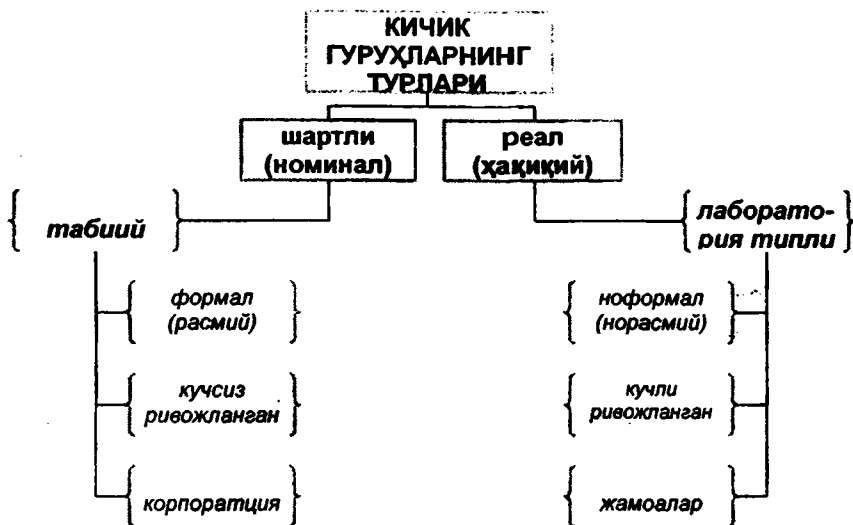 КИЧИК
ГУРУҲЛАРНИНГ
ТУРЛАРИ
шартли
(номинал)
реал
(ҳақиқий)
табиий
лаборато-
рия типли
формал
(расмий)
ноформал
(норасмий)
кучсиз
ривожланган
кучли
ривожланган
корпоратция
жамоалар